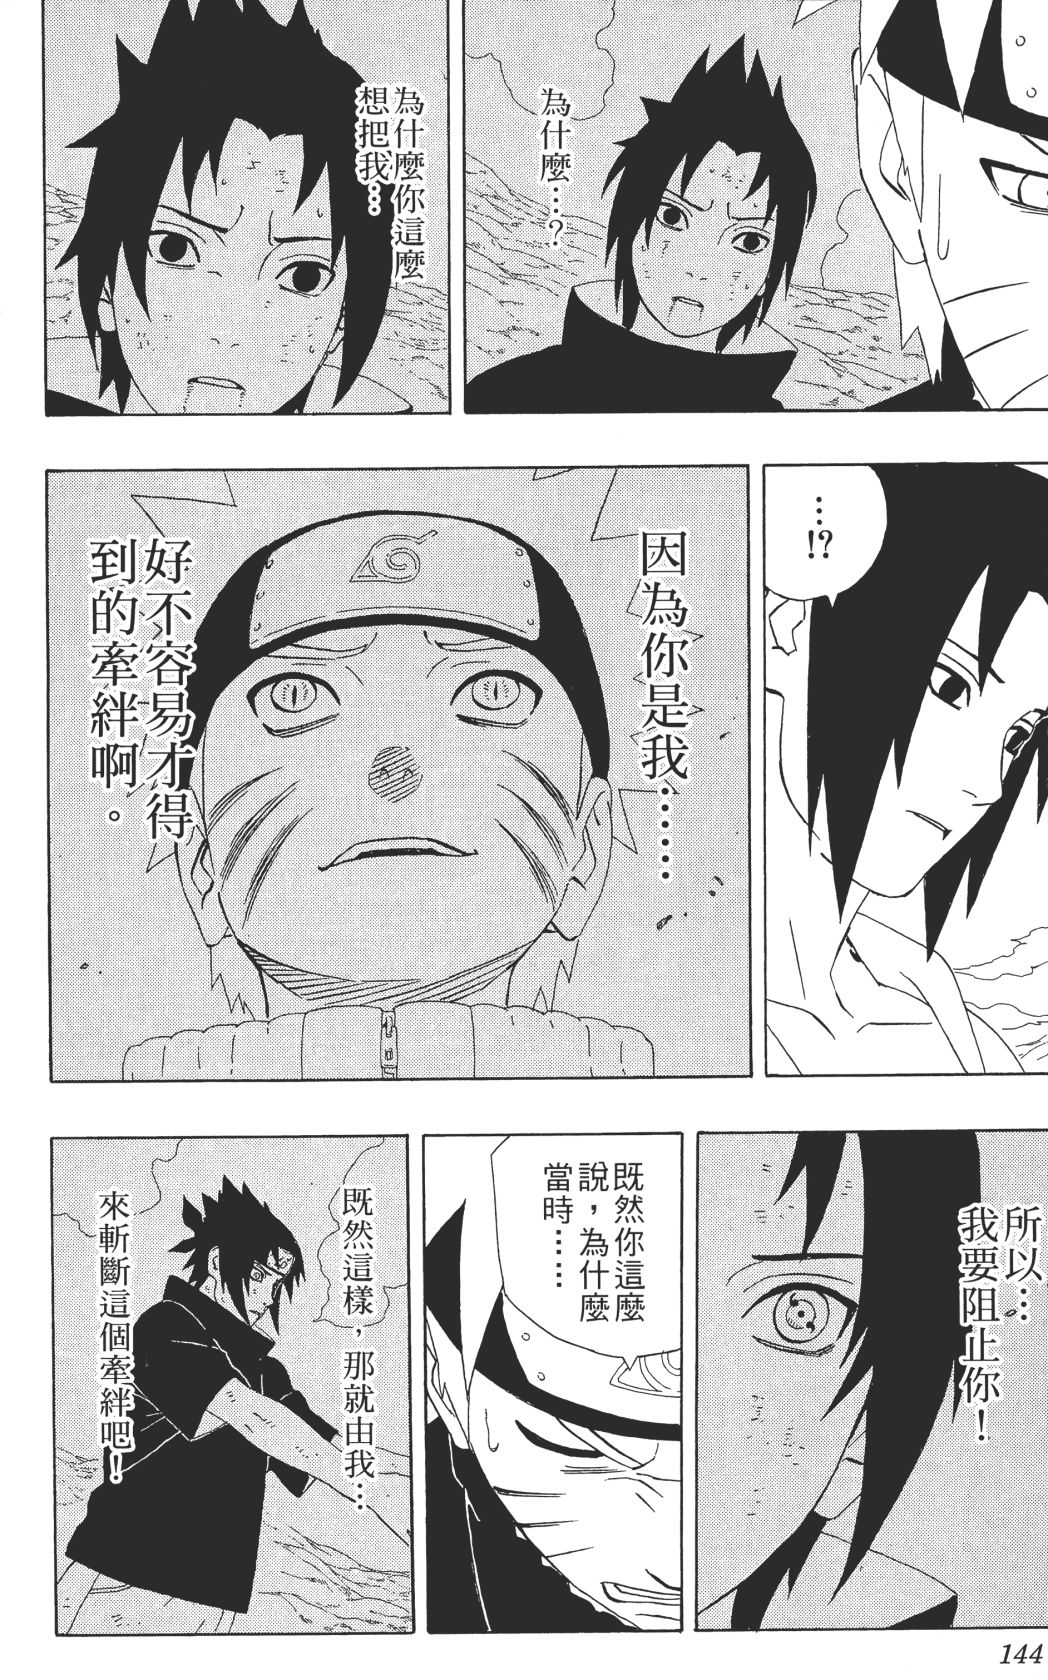 為什麼…?
為什麼你這麼
想把我…
…!?
因為你是我……
好不容易才得
到的牽絆啊。
所以…
我要阻止你！
既然你這麼
說，為什麼
當時……
既然這樣，那就由我…
來斬斷這個牽絆吧！
144